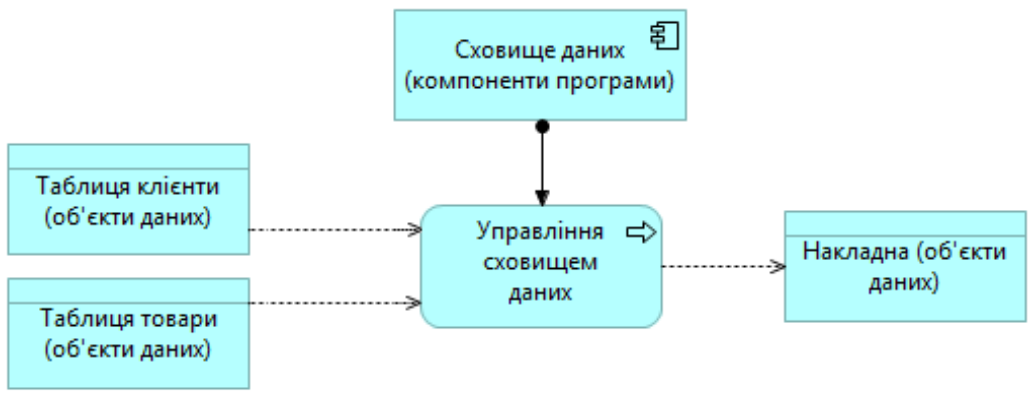 Сховище даних
(компоненти програми)
Таблиця клієнти
(об'єкти даних)
Управління
сховищем
даних
Накладна (об'єкти
даних)
Таблиця товари
(об'єкти даних)